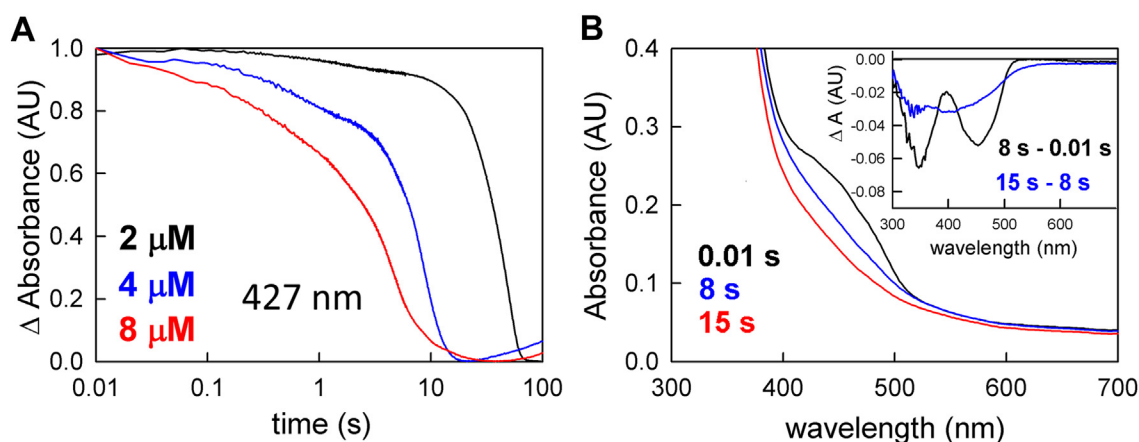 A
Δ Absorbance (AU)
1.0
0.8
0.6
0.4
0.2
0.0
2 μM
4 μM
8 μM
427 nm
0.01
0.1
1
10
100
time (s)
B
Absorbance (AU)
0.4
0.3
0.2
0.1
0.0
0.01 s
8 s
15 s
300
400
500
600
700
wavelength (nm)
Δ A (AU)
0.00
-0.02
-0.04
-0.06
-0.08
8 s - 0.01 s
15 s - 8 s
300
400
500
600
wavelength (nm)